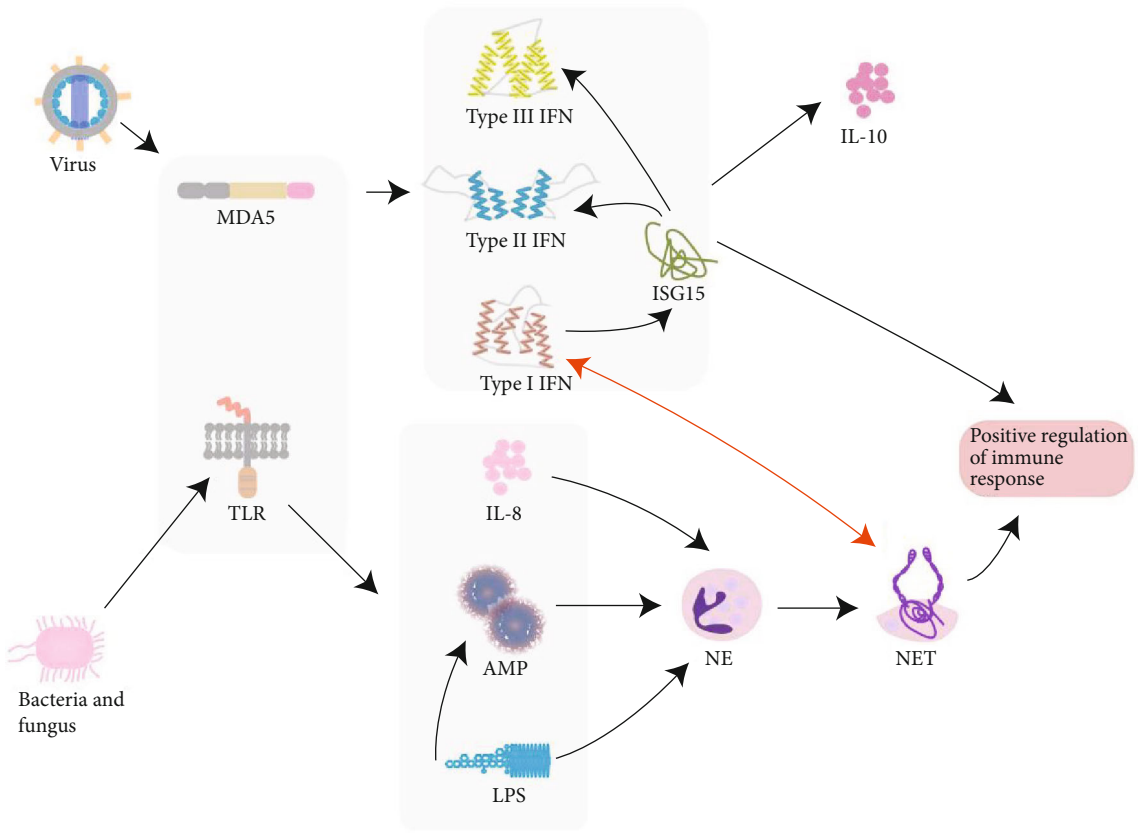 Type III IFN
IL-10
Virus
MDA5
Type II IFN
ISG15
Type I IFN
Positive regulation
of immune
response
TLR
IL-8
AMP
NE
NET
Bacteria and
fungus
LPS